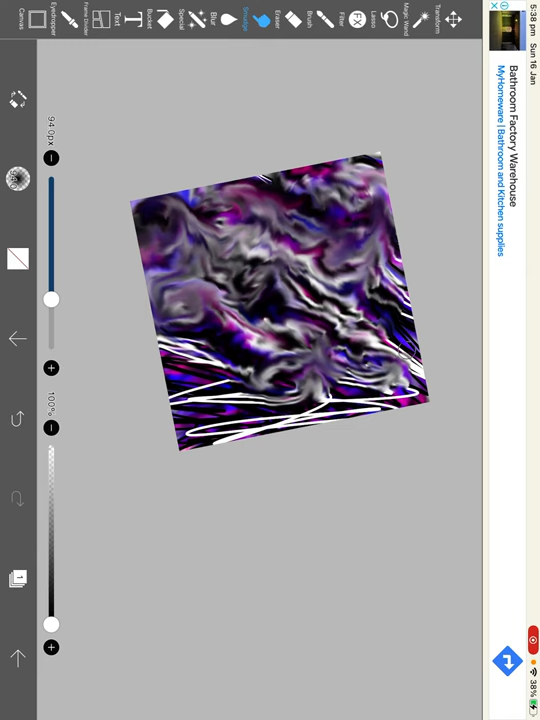 5:38 pm Sun 16 Jan
38%
Bathroom Factory Warehouse
MyHomeware | Bathroom and Kitchen supplies
Transform
Magic Wand
Lasso
Filter
Brush
Eraser
Smudge
Blur
Special
Bucket
Text
Frame Divider
Eyedropper
Canvas
94.0px
100%
1